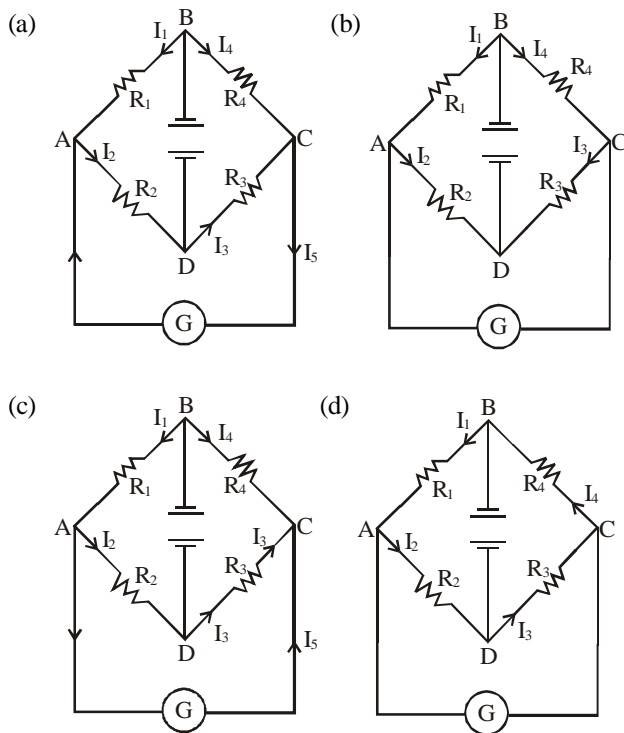 (a)
B
I₁
I₄
R₁
R₄
A
C
I₂
R₂
R₃
I₃
D
I₅
G
(b)
B
I₁
I₄
R₄
R₁
A
C
I₂
I₃
R₂
R₃
D
G
(c)
B
I₁
I₄
R₁
R₄
A
C
I₂
I₃
R₂
R₃
I₃
D
I₅
G
(d)
B
I₁
R₁
R₄
I₄
A
C
I₂
R₂
R₃
I₃
D
G